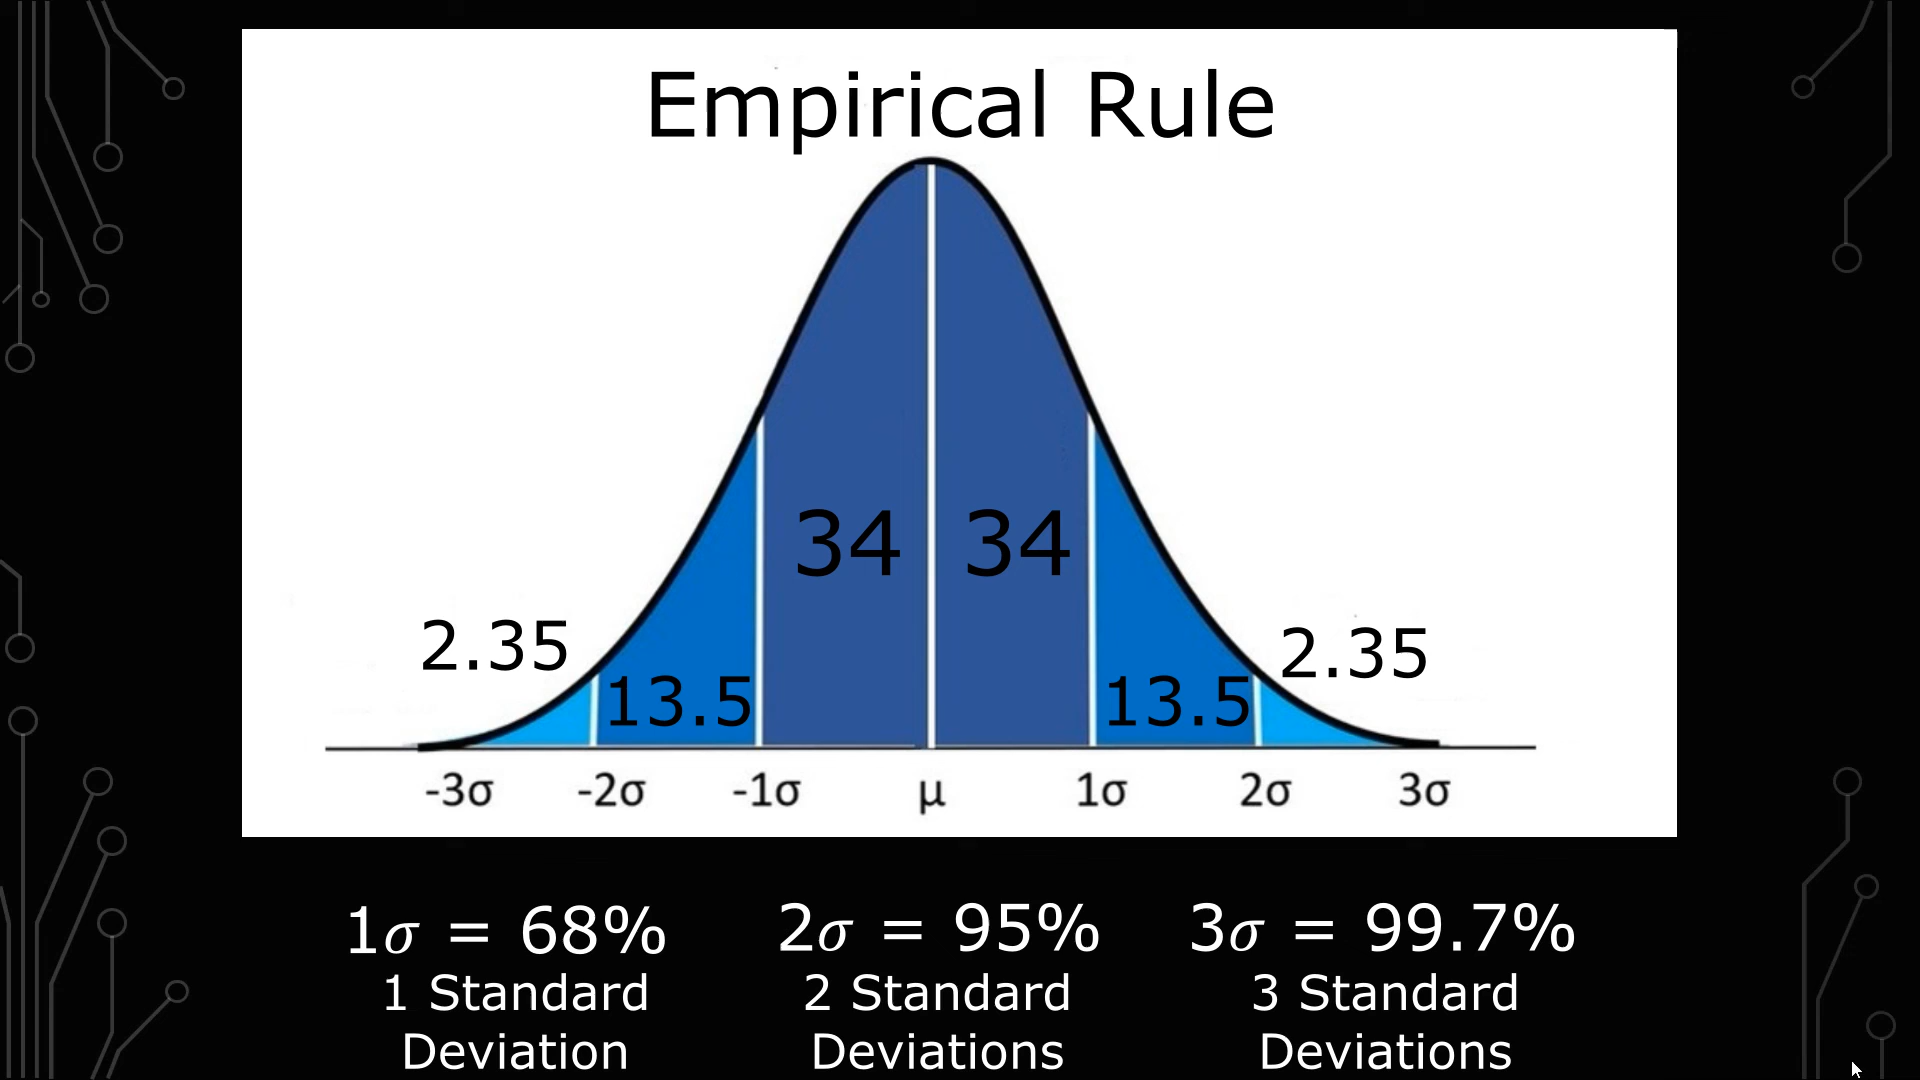 Empirical Rule
34 34
2.35 2.35
13.5 13.5
-3σ -2σ -1σ μ 1σ 2σ 3σ
1σ = 68% 2σ = 95% 3σ = 99.7%
1 Standard 2 Standard 3 Standard
Deviation Deviations Deviations